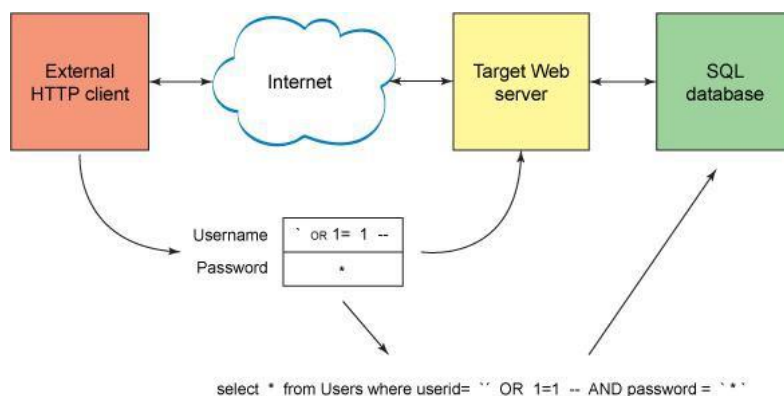 External
HTTP client
Internet
Target Web
server
SQL
database
Username
` OR 1= 1 --
Password
*
select * from Users where userid= `´ OR 1=1 -- AND password = `*`